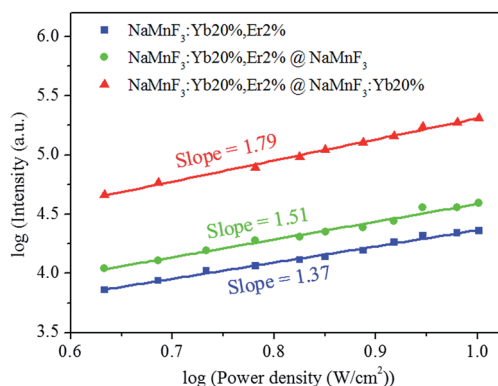 NaMnF₃:Yb20%,Er2%
NaMnF₃:Yb20%,Er2% @ NaMnF₃
NaMnF₃:Yb20%,Er2% @ NaMnF₃:Yb20%
Slope = 1.79
Slope = 1.51
Slope = 1.37
log (Intensity (a.u.)
6.0
5.5
5.0
4.5
4.0
3.5
0.6 0.7 0.8 0.9 1.0
log (Power density (W/cm²))